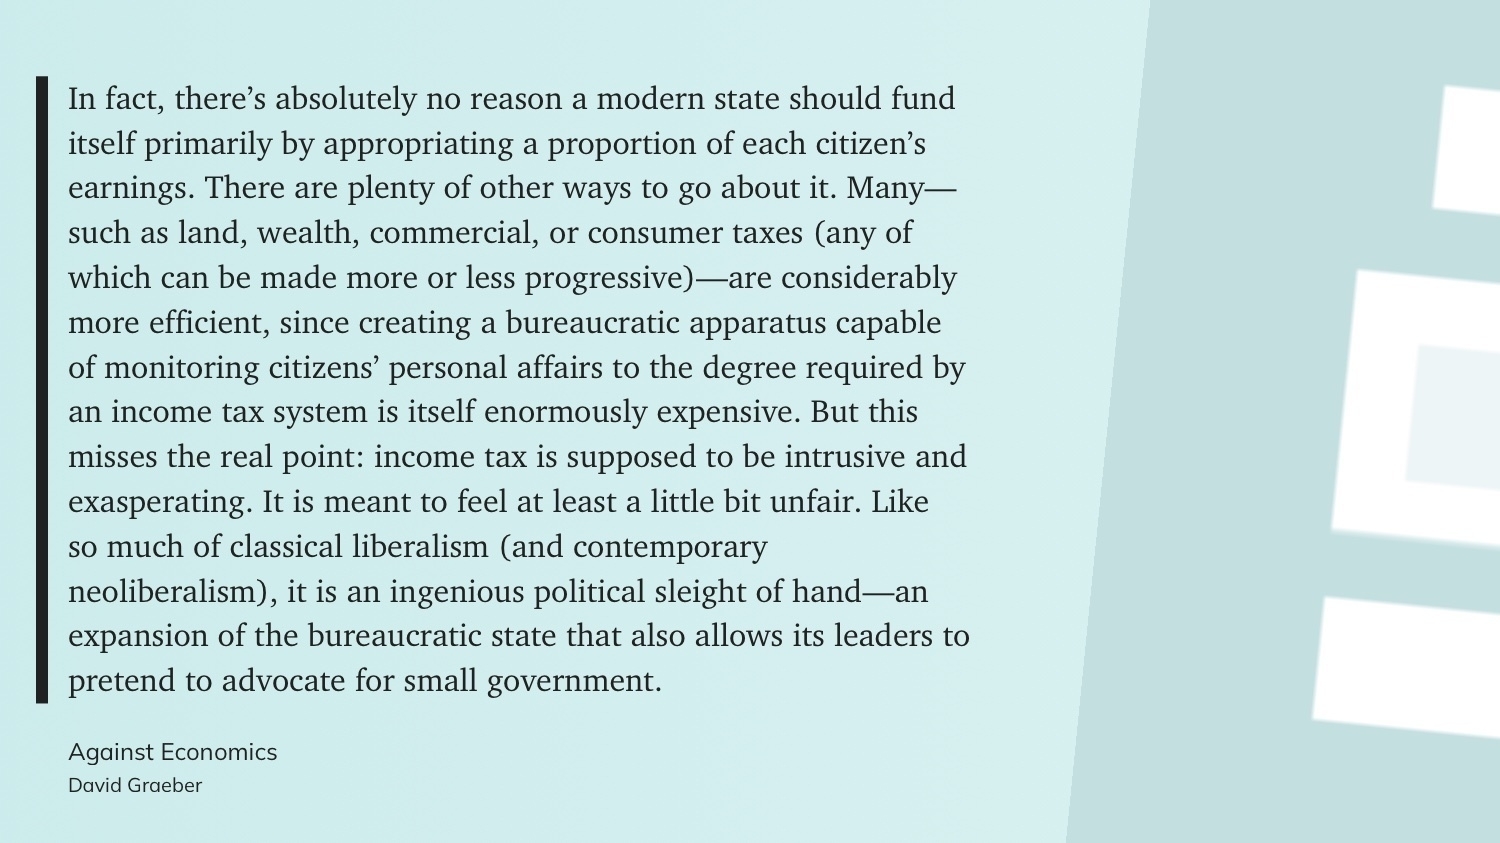 In fact, there’s absolutely no reason a modern state should fund
itself primarily by appropriating a proportion of each citizen’s
earnings. There are plenty of other ways to go about it. Many—
such as land, wealth, commercial, or consumer taxes (any of
which can be made more or less progressive)—are considerably
more efficient, since creating a bureaucratic apparatus capable
of monitoring citizens’ personal affairs to the degree required by
an income tax system is itself enormously expensive. But this
misses the real point: income tax is supposed to be intrusive and
exasperating. It is meant to feel at least a little bit unfair. Like
so much of classical liberalism (and contemporary
neoliberalism), it is an ingenious political sleight of hand—an
expansion of the bureaucratic state that also allows its leaders to
pretend to advocate for small government.
Against Economics
David Graeber